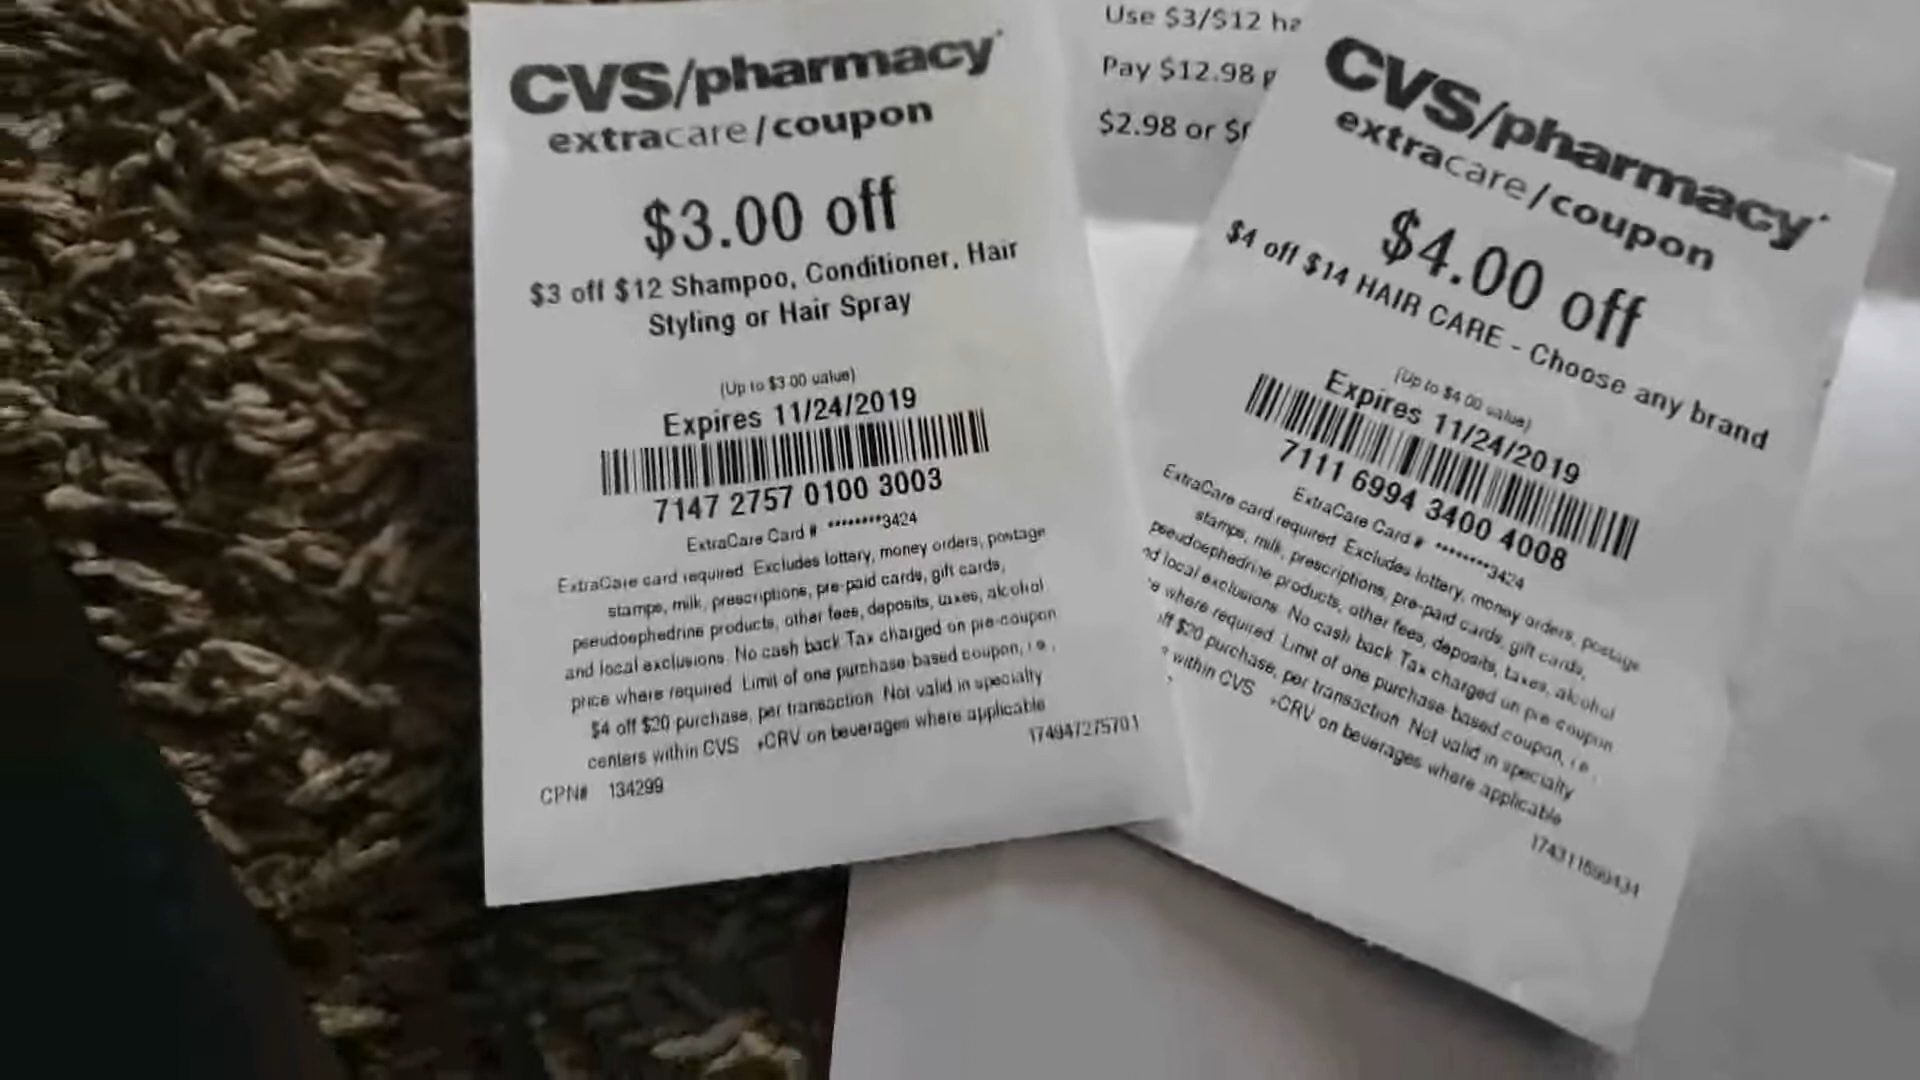 CVS/pharmacy
extracare/coupon
$3.00 off
$3 off $12 Shampoo, Conditioner, Hair
Styling or Hair Spray
(Up to $3.00 value)
Expires 11/24/2019
7147 2757 0100 3003
ExtraCare Card # ********3424
ExtraCare card required. Excludes lottery, money orders, postage
stamps, milk, prescriptions, pre-paid cards, gift cards,
pseudoephedrine products, other fees, deposits, taxes, alcohol
and local exclusions. No cash back Tax charged on pre-coupon
price where required. Limit of one purchase based coupon, i.e.,
$4 off $20 purchase, per transaction. Not valid in specialty
centers within CVS +CRV on beverages where applicable
174947275701
CPN# 134299
Use $3/$12
Pay $12.98
$2.98 or
CVS/pharmacy
extracare/coupon
$4.00 off
$4 off $14 HAIR CARE - Choose any brand
(Up to $4.00 value)
Expires 11/24/2019
7111 6994 3400 4008
ExtraCare Card # ********3424
ExtraCare card required. Excludes lottery, money orders, postage
stamps, milk, prescriptions, pre-paid cards, gift cards,
pseudoephedrine products, other fees, deposits, taxes, alcohol
local exclusions. No cash back Tax charged on pre coupon
where required. Limit of one purchase based coupon, i.e.,
$20 purchase, per transaction. Not valid in specialty
within CVS +CRV on beverages where applicable